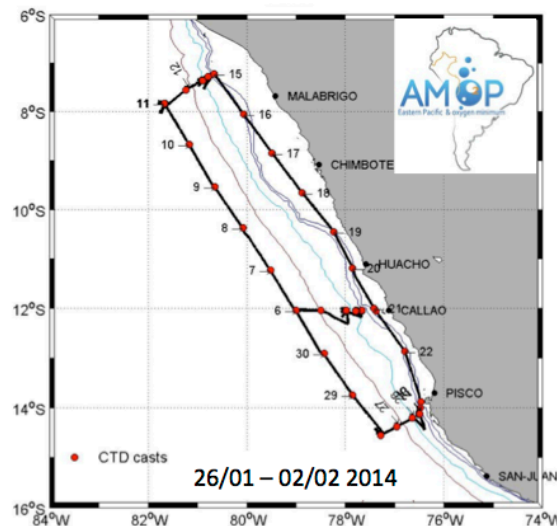 6°S
8°S
10°S
12°S
14°S
16°S
84°W
82°W
80°W
78°W
76°W
74°W
AMOP
Eastern Pacific & oxygen minimum
12
15
11
MALABRIGO
16
10
17
CHIMBOTE
9
18
8
19
7
20
HUACHO
6
21
CALLAO
30
22
29
PISCO
27
CTD casts
26/01 – 02/02 2014
SAN-JUAN